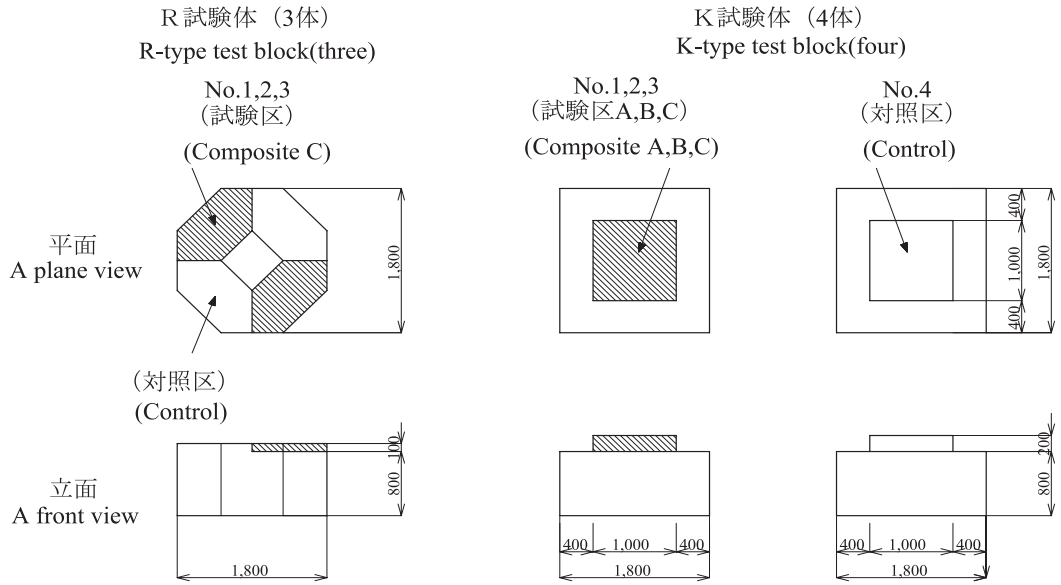 R試験体（3体）
R-type test block(three)
No.1,2,3
（試験区）
(Composite C)
平面
A plane view
1,800
（対照区）
(Control)
立面
A front view
100
800
1,800
K試験体（4体）
K-type test block(four)
No.1,2,3
（試験区A,B,C）
(Composite A,B,C)
No.4
（対照区）
(Control)
400
1,000
400
1,800
200
800
400
1,000
400
1,800
400
1,000
400
1,800